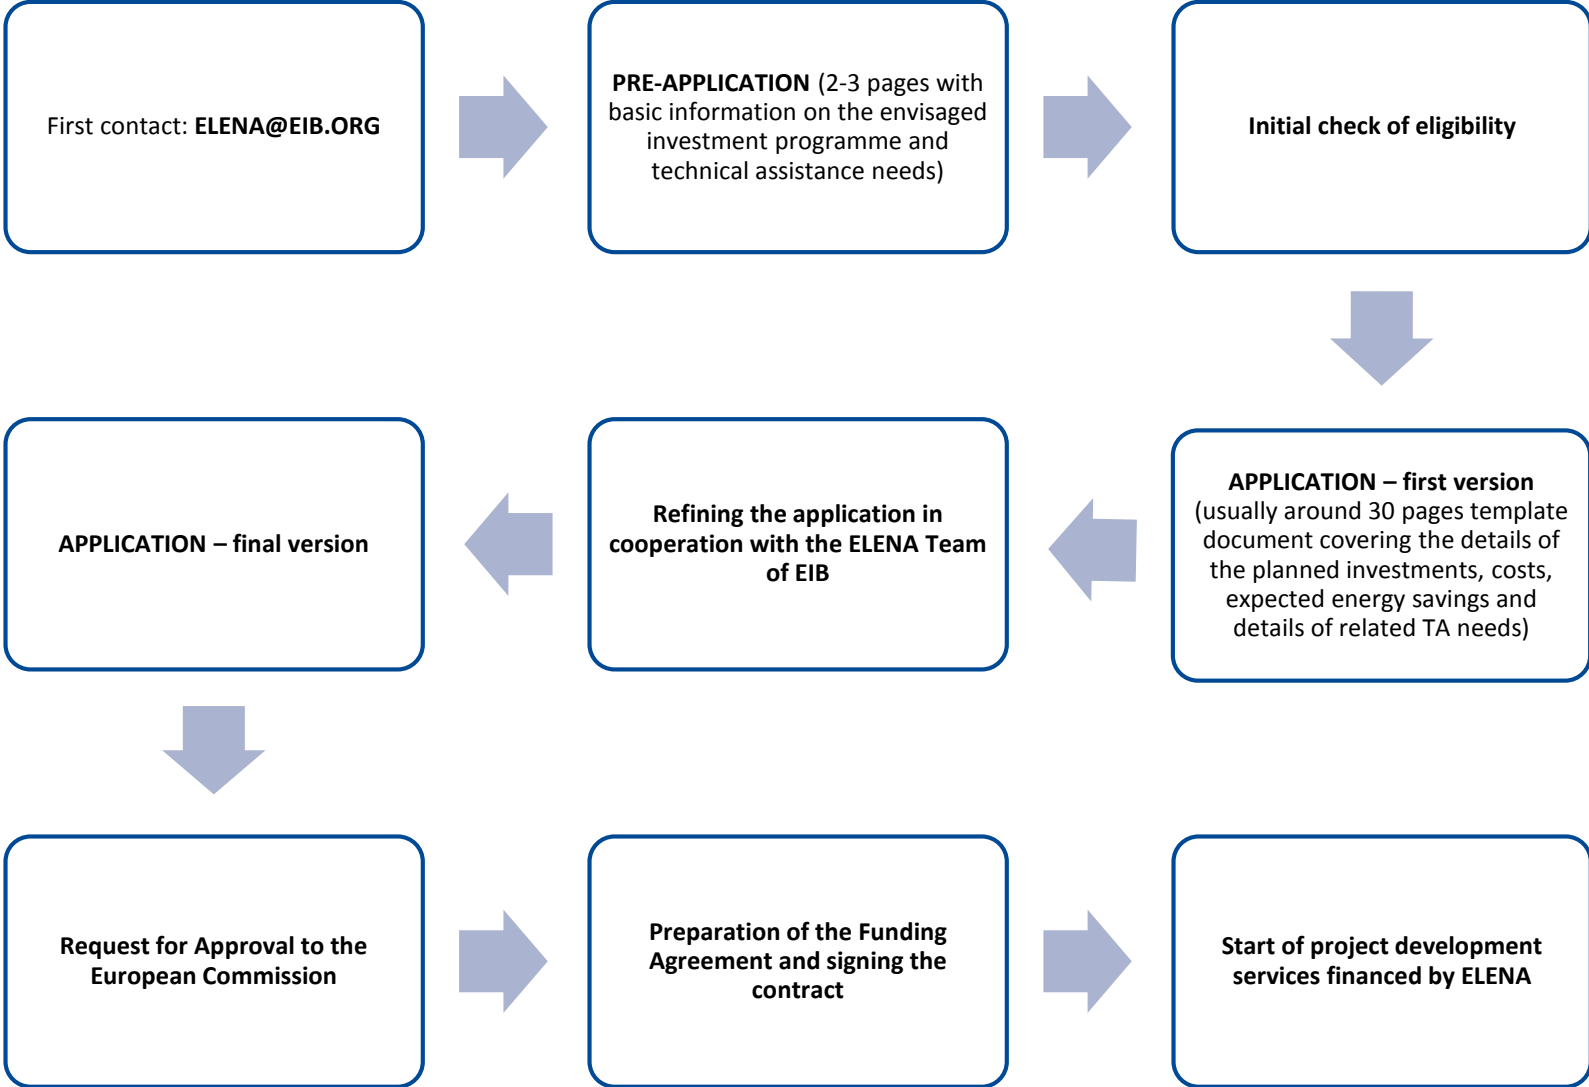 First contact: ELENA@EIB.ORG
PRE-APPLICATION (2-3 pages with
basic information on the envisaged
investment programme and
technical assistance needs)
Initial check of eligibility
APPLICATION – first version
(usually around 30 pages template
document covering the details of
the planned investments, costs,
expected energy savings and
details of related TA needs)
Refining the application in
cooperation with the ELENA Team
of EIB
APPLICATION – final version
Request for Approval to the
European Commission
Preparation of the Funding
Agreement and signing the
contract
Start of project development
services financed by ELENA